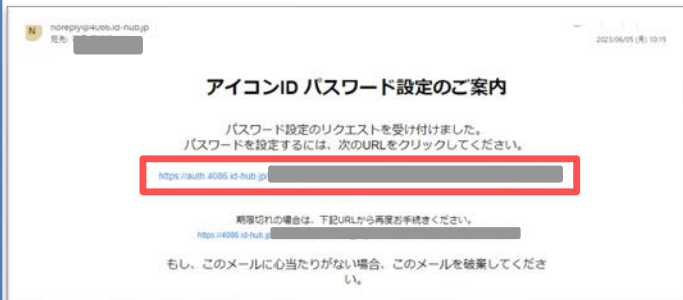 N
noreply@4086.id-hub.jp
宛先:
2023/06/05 (月) 10:15
アイコンID パスワード設定のご案内
パスワード設定のリクエストを受け付けました。
パスワードを設定するには、次のURLをクリックしてください。
https://auth.4086.id-hub.jp/
期限切れの場合は、下記URLから再度お手続きください。
https://4086.id-hub.jp
もし、このメールに心当たりがない場合、このメールを破棄してくださ
い。